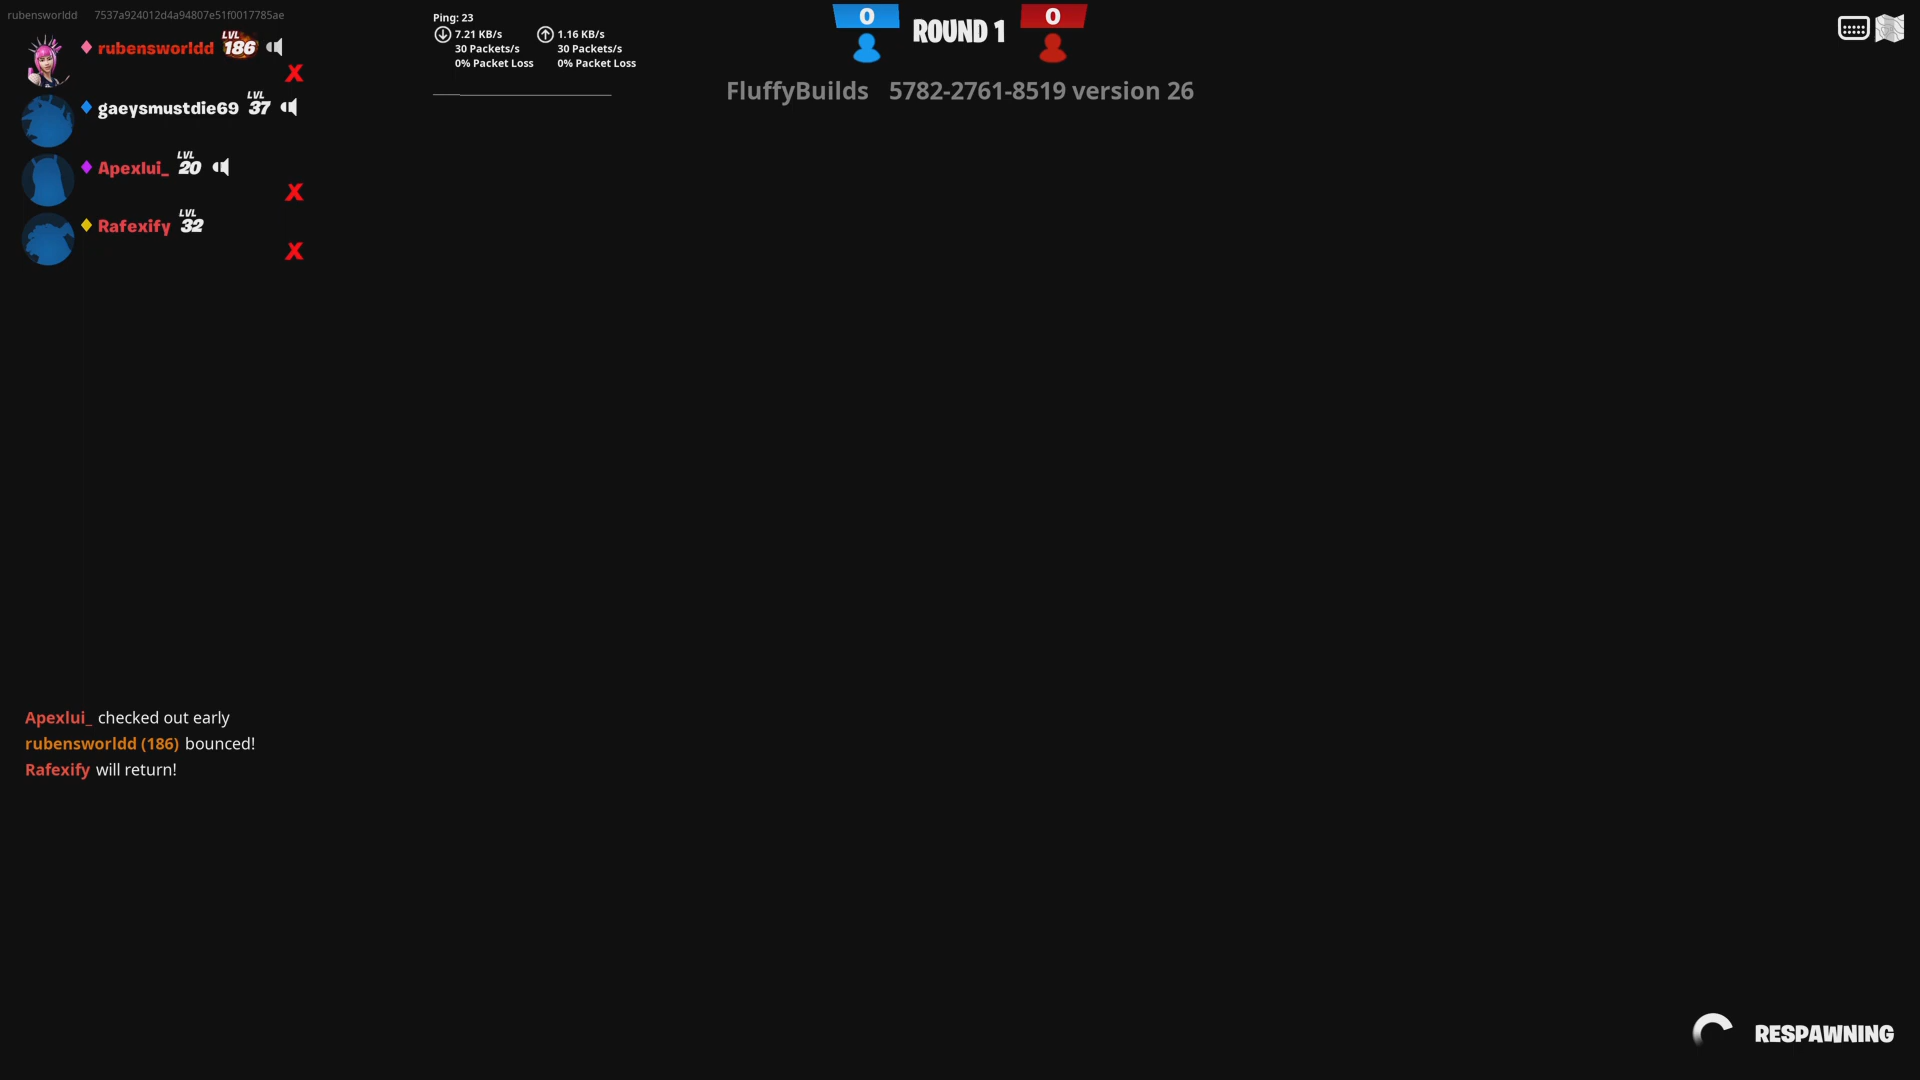 rubensworldd 7537a924012d4a94807e51f0017785ae
rubensworldd LVL 186
X
gaeysmustdie69 LVL 37
Apexlui_ LVL 20
X
Rafexify LVL 32
X
Ping: 23
7.21 KB/s 1.16 KB/s
30 Packets/s 30 Packets/s
0% Packet Loss 0% Packet Loss
0 ROUND 1 0
FluffyBuilds 5782-2761-8519 version 26
Apexlui_ checked out early
rubensworldd (186) bounced!
Rafexify will return!
RESPAWNING